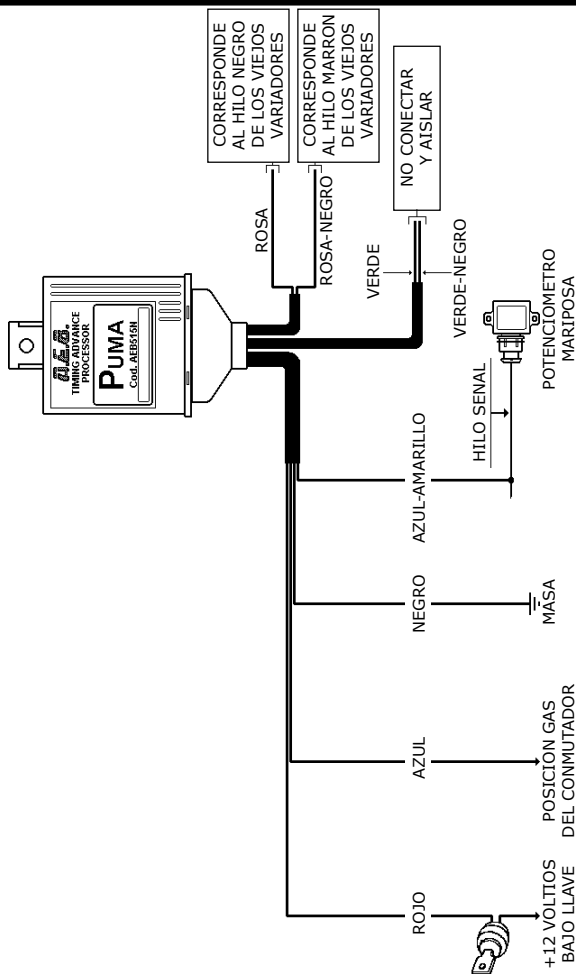 A.E.B.
TIMING ADVANCE
PROCESSOR
PUMA
Cod. AEB515N
CORRESPONDE
AL HILO NEGRO
DE LOS VIEJOS
VARIADORES
CORRESPONDE
AL HILO MARRON
DE LOS VIEJOS
VARIADORES
NO CONECTAR
Y AISLAR
ROSA
ROSA-NEGRO
VERDE
VERDE-NEGRO
HILO SENAL
POTENCIOMETRO
MARIPOSA
AZUL-AMARILLO
NEGRO
MASA
AZUL
POSICION GAS
DEL CONMUTADOR
ROJO
+12 VOLTIOS
BAJO LLAVE